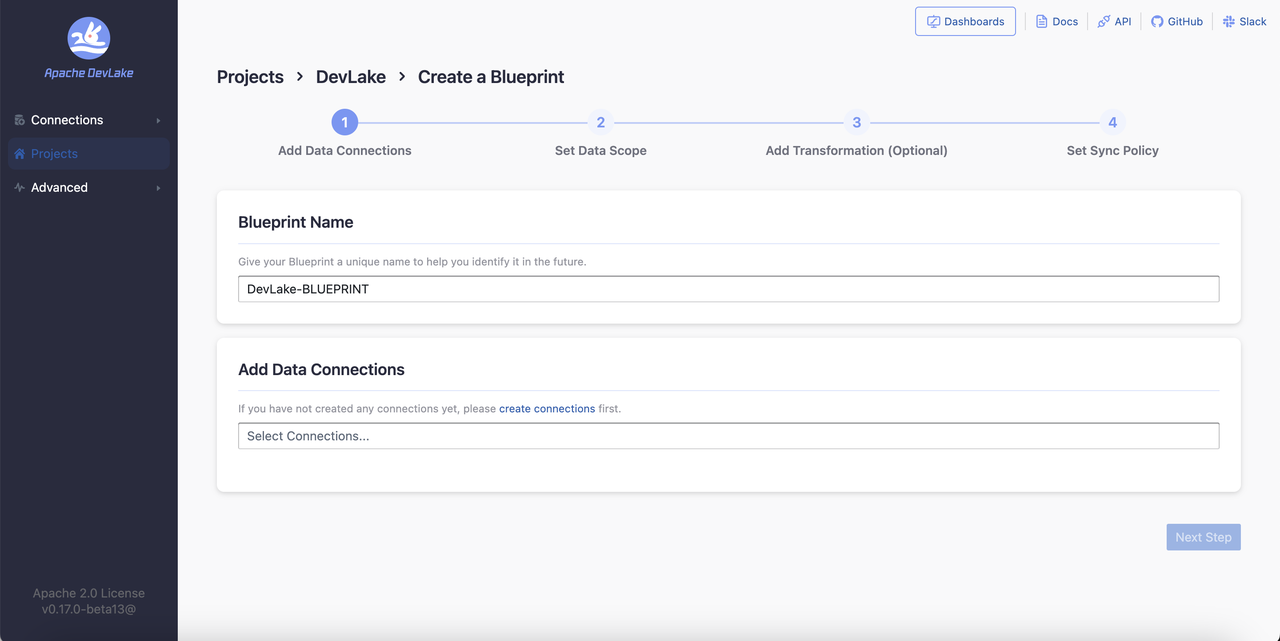 Apache DevLake
Connections
Projects
Advanced
Apache 2.0 License
v0.17.0-beta13@
Dashboards
Docs
API
GitHub
Slack
Projects > DevLake > Create a Blueprint
1
2
3
4
Add Data Connections
Set Data Scope
Add Transformation (Optional)
Set Sync Policy
Blueprint Name
Give your Blueprint a unique name to help you identify it in the future.
DevLake-BLUEPRINT
Add Data Connections
If you have not created any connections yet, please create connections first.
Select Connections...
Next Step